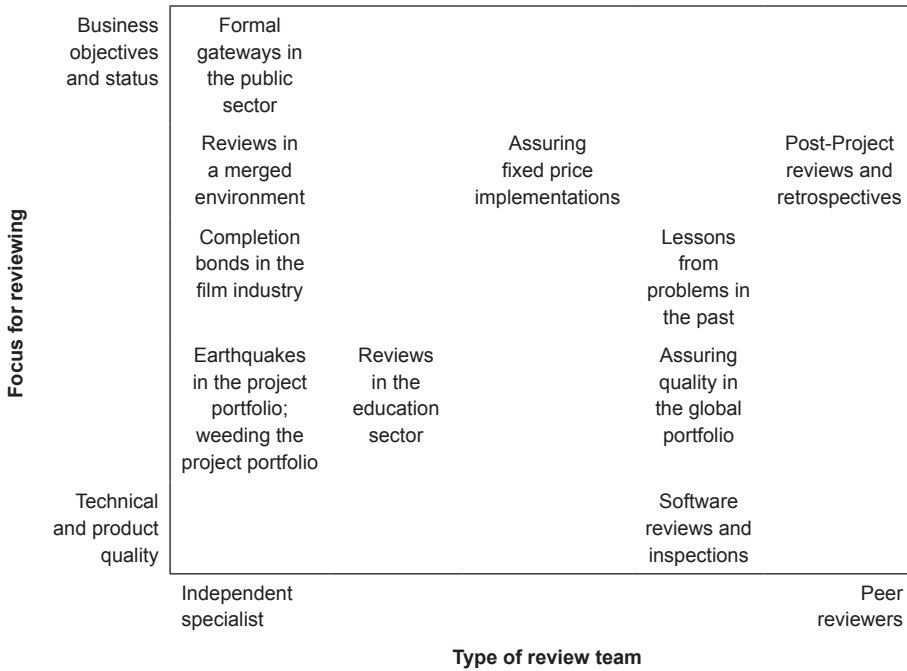 Focus for reviewing
Business
objectives
and status
Formal
gateways in
the public
sector
Reviews in
a merged
environment
Assuring
fixed price
implementations
Post-Project
reviews and
retrospectives
Completion
bonds in the
film industry
Lessons
from
problems in
the past
Earthquakes
in the project
portfolio;
weeding the
project portfolio
Reviews
in the
education
sector
Assuring
quality in
the global
portfolio
Technical
and product
quality
Software
reviews and
inspections
Independent
specialist
Peer
reviewers
Type of review team